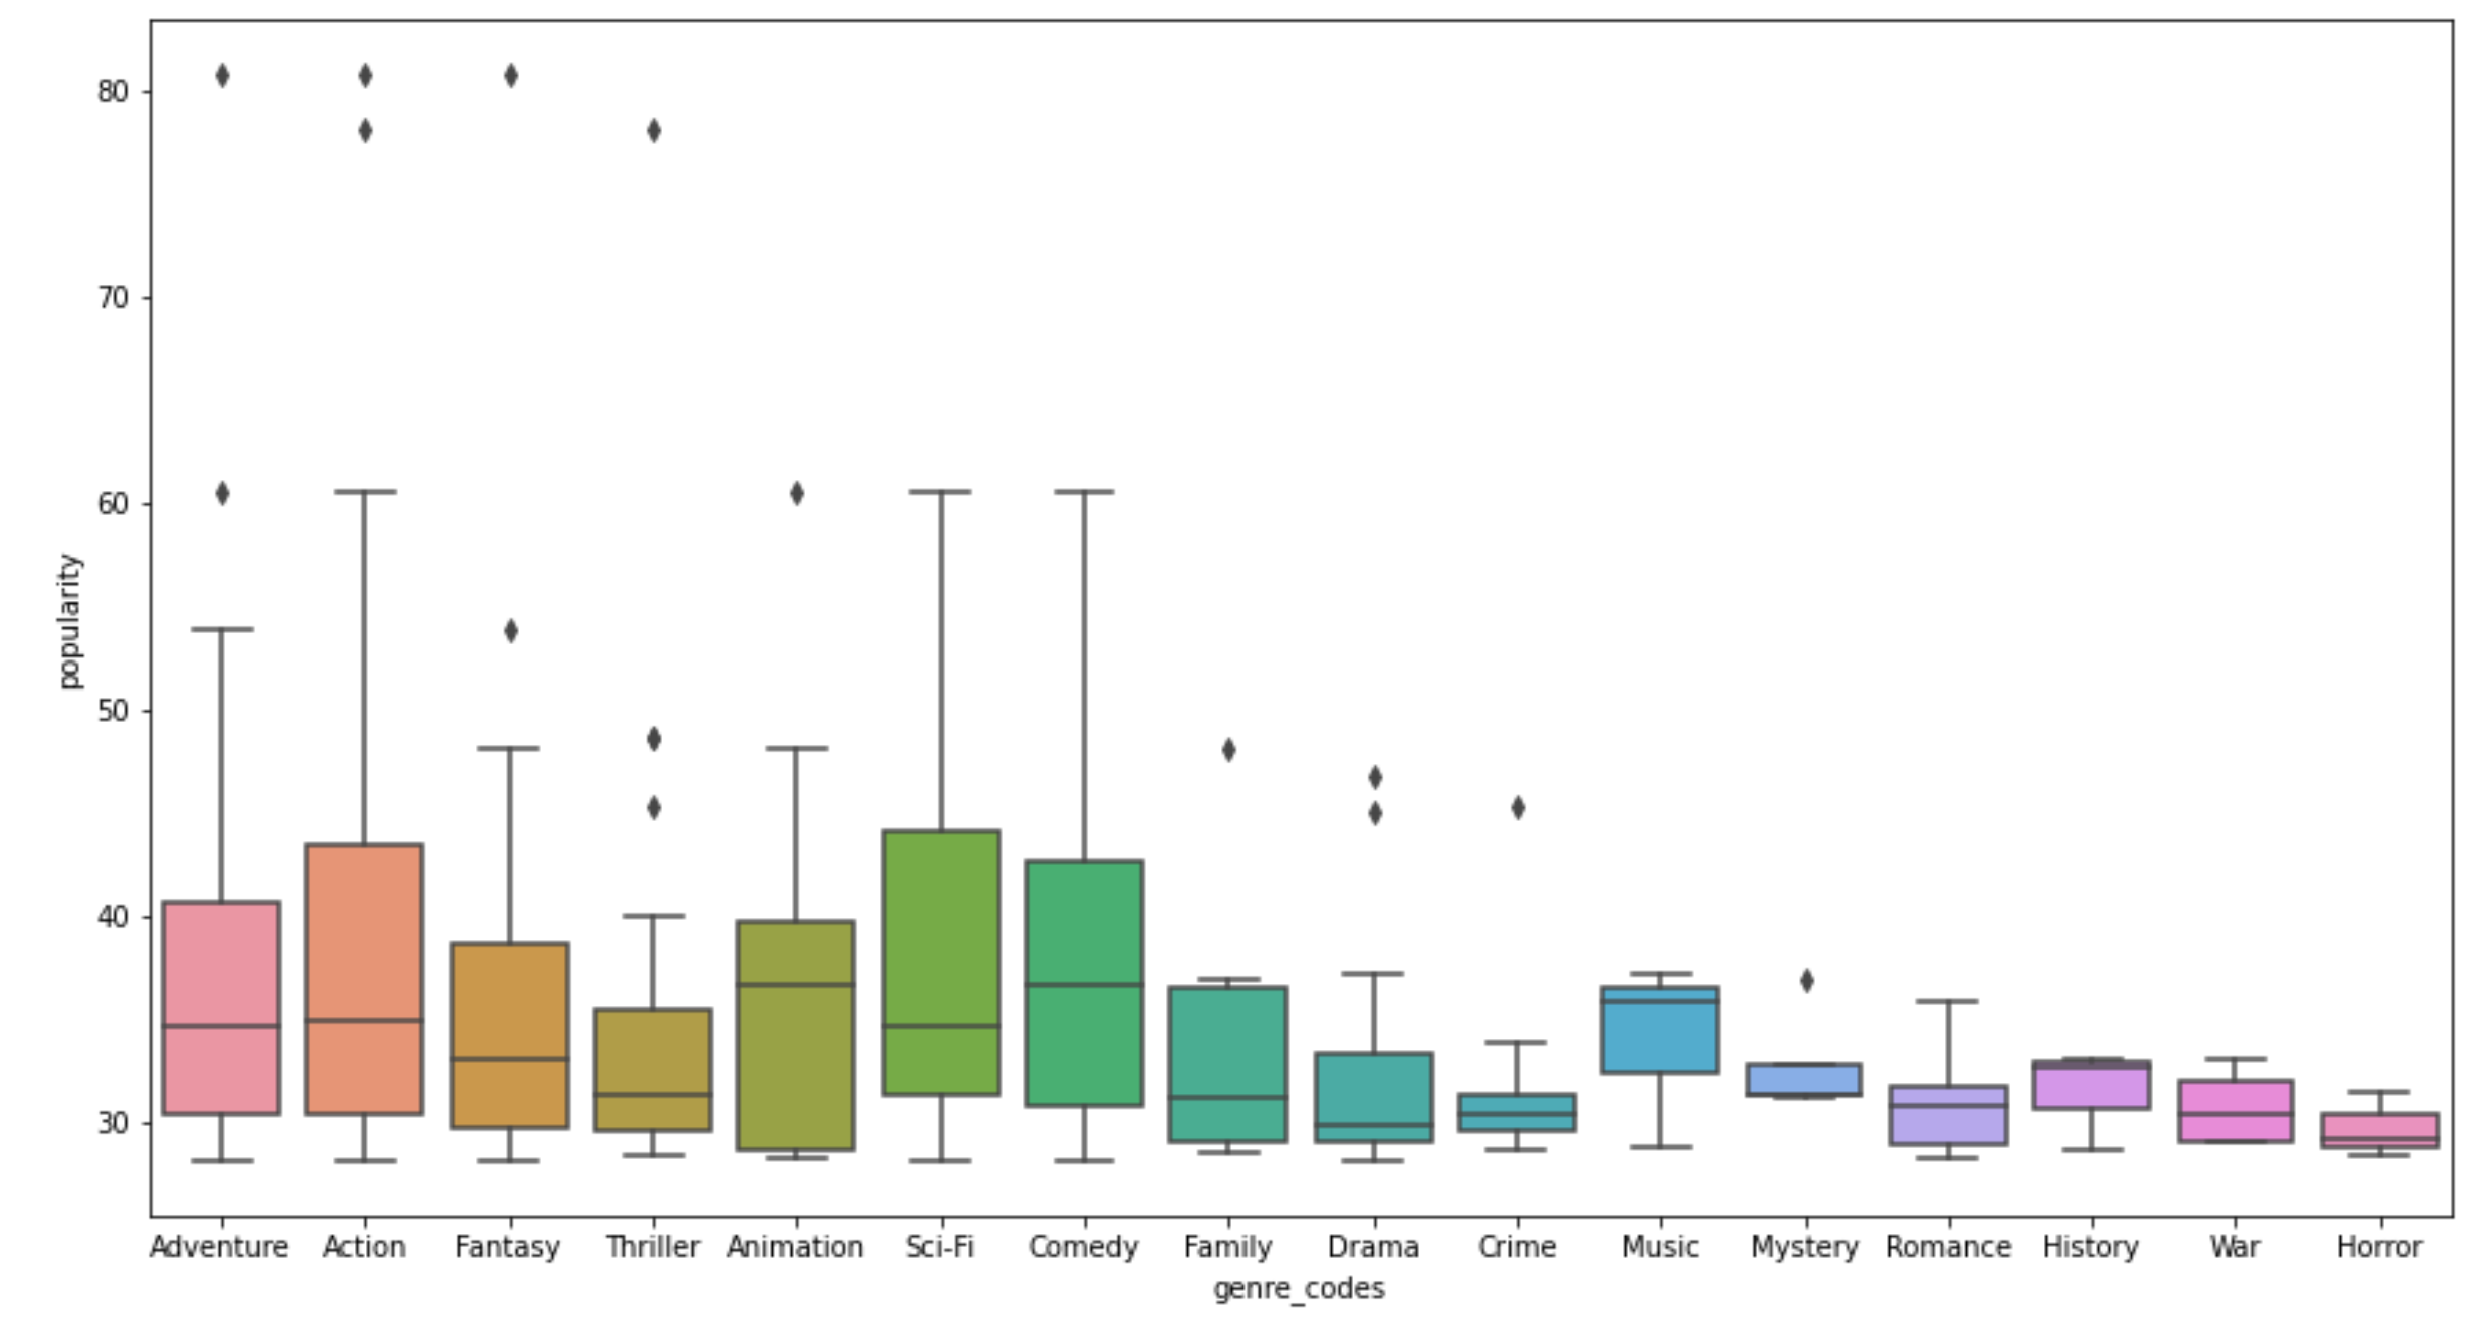 80
70
60
50
40
30
popularity
Adventure Action Fantasy Thriller Animation Sci-Fi Comedy Family Drama Crime Music Mystery Romance History War Horror
genre_codes